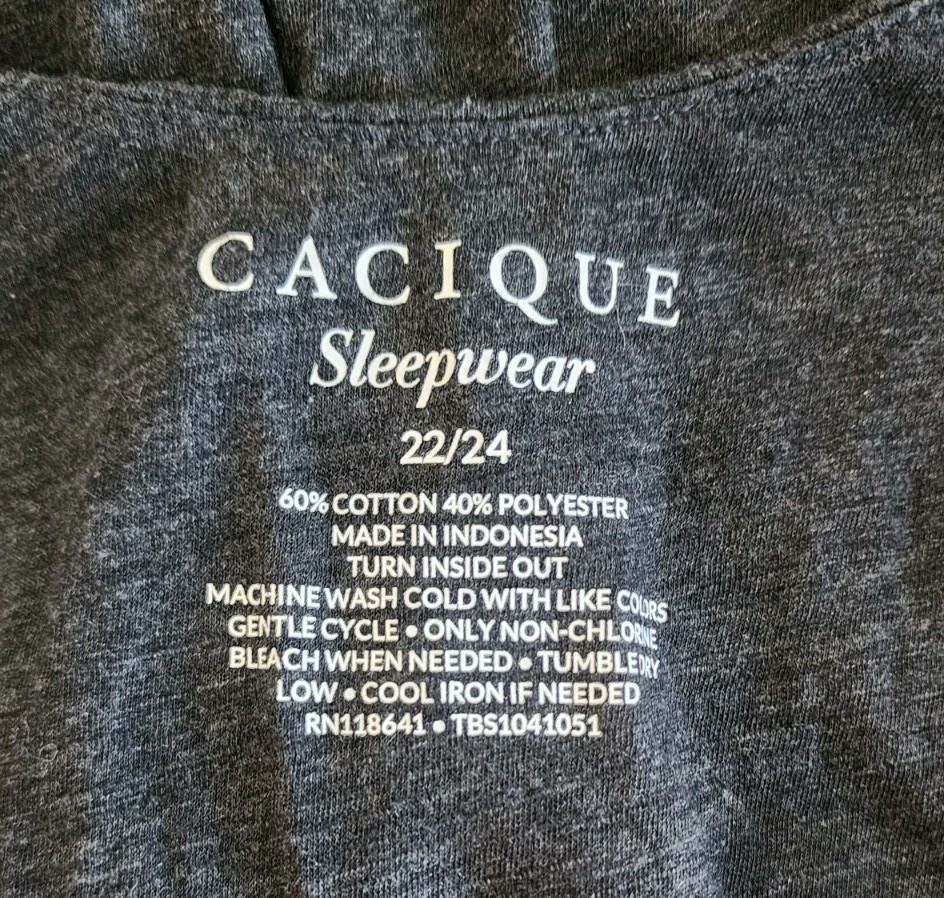 CACIQUE
Sleepwear
22/24
60% COTTON 40% POLYESTER
MADE IN INDONESIA
TURN INSIDE OUT
MACHINE WASH COLD WITH LIKE COLORS
GENTLE CYCLE • ONLY NON-CHLORINE
BLEACH WHEN NEEDED • TUMBLE DRY
LOW • COOL IRON IF NEEDED
RN118641 • TBS1041051